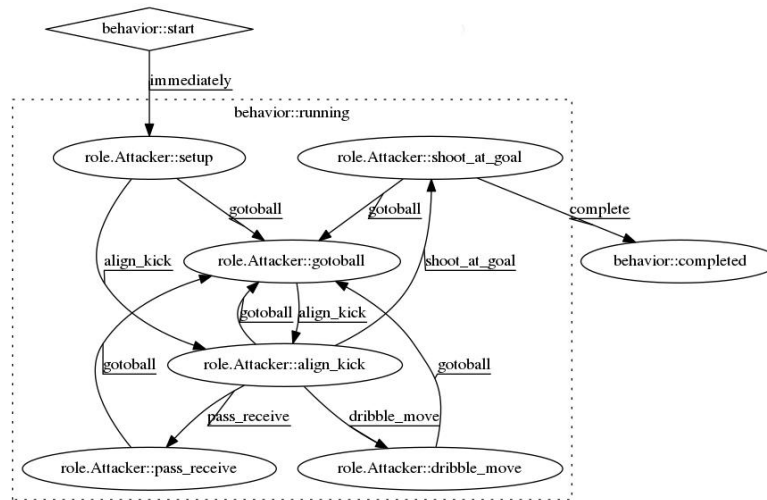 behavior::start
immediately
behavior::running
role.Attacker::setup
role.Attacker::shoot_at_goal
gotoball
gotoball
complete
align_kick
role.Attacker::gotoball
shoot_at_goal
behavior::completed
gotoball
align_kick
gotoball
role.Attacker::align_kick
gotoball
pass_receive
dribble_move
role.Attacker::pass_receive
role.Attacker::dribble_move